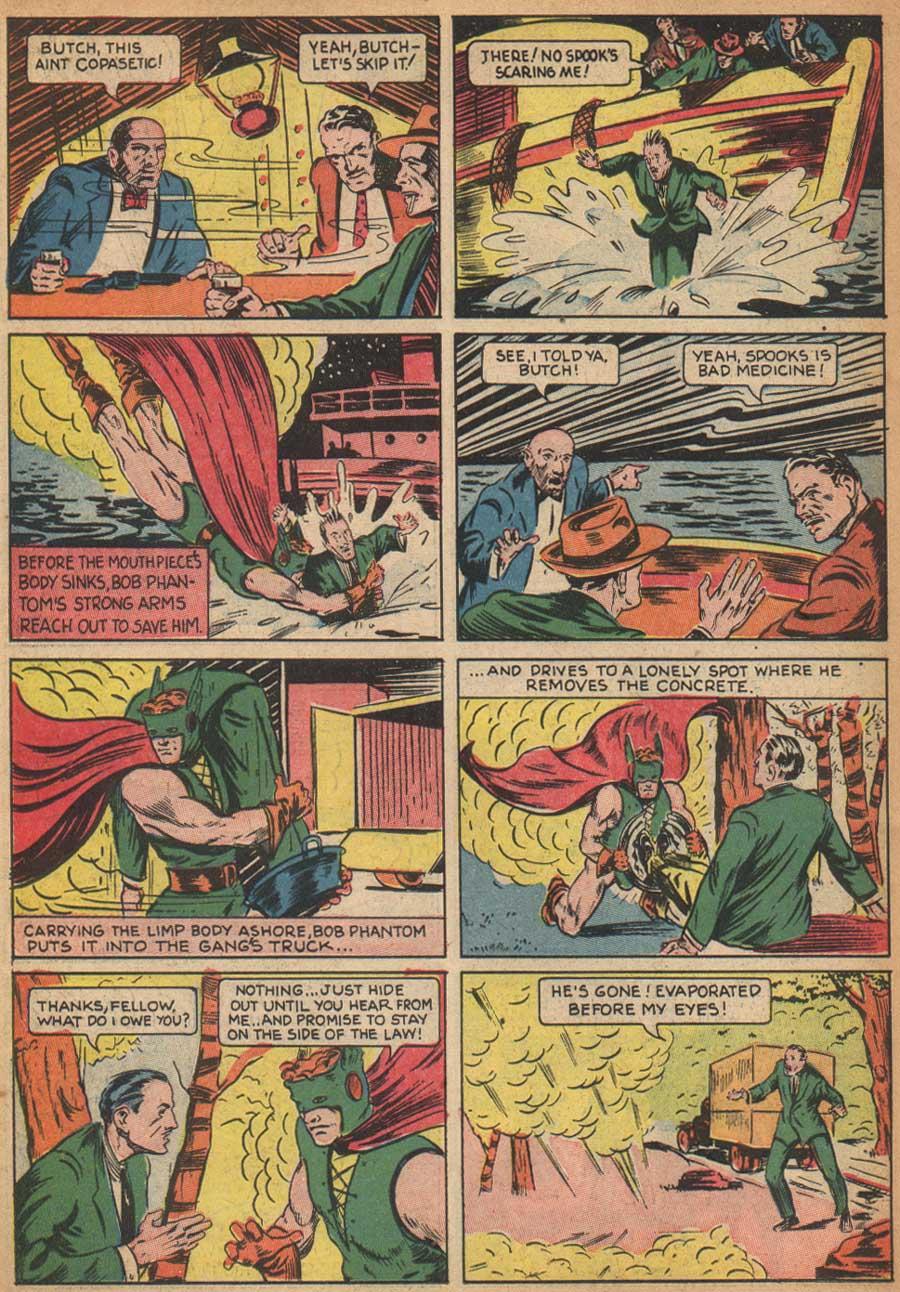 BUTCH, THIS
AINT COPASETIC!
YEAH, BUTCH-
LET'S SKIP IT!
THERE! NO SPOOK'S
SCARING ME!
BEFORE THE MOUTHPIECE'S
BODY SINKS, BOB PHAN-
TOM'S STRONG ARMS
REACH OUT TO SAVE HIM.
SEE, I TOLD YA,
BUTCH!
YEAH, SPOOKS IS
BAD MEDICINE!
CARRYING THE LIMP BODY ASHORE, BOB PHANTOM
PUTS IT INTO THE GANG'S TRUCK...
...AND DRIVES TO A LONELY SPOT WHERE HE
REMOVES THE CONCRETE.
THANKS, FELLOW,
WHAT DO I OWE YOU?
NOTHING...JUST HIDE
OUT UNTIL YOU HEAR FROM
ME..AND PROMISE TO STAY
ON THE SIDE OF THE LAW!
HE'S GONE! EVAPORATED
BEFORE MY EYES!